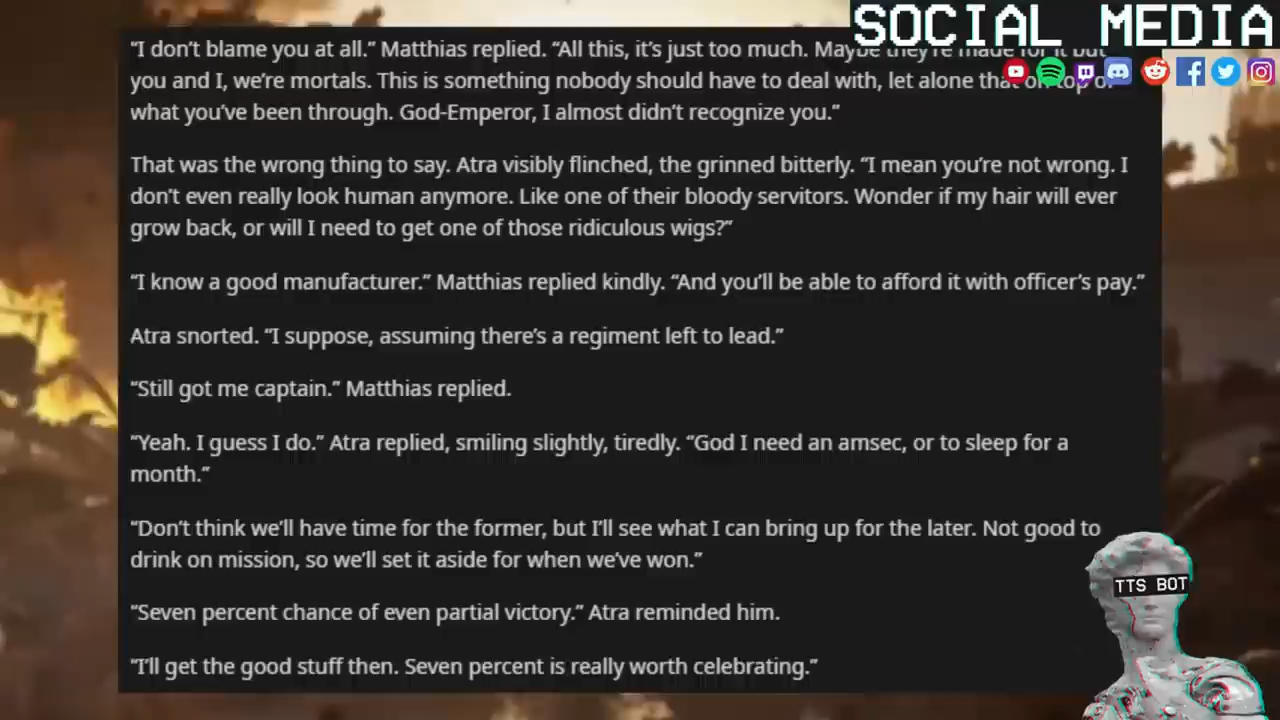 SOCIAL MEDIA
“I don’t blame you at all.” Matthias replied. “All this, it’s just too much. Maybe they’re made for it but
you and I, we’re mortals. This is something nobody should have to deal with, let alone that on top of
what you’ve been through. God-Emperor, I almost didn’t recognize you.”
That was the wrong thing to say. Atra visibly flinched, the grinned bitterly. “I mean you’re not wrong. I
don’t even really look human anymore. Like one of their bloody servitors. Wonder if my hair will ever
grow back, or will I need to get one of those ridiculous wigs?”
“I know a good manufacturer.” Matthias replied kindly. “And you’ll be able to afford it with officer’s pay.”
Atra snorted. “I suppose, assuming there’s a regiment left to lead.”
“Still got me captain.” Matthias replied.
“Yeah. I guess I do.” Atra replied, smiling slightly, tiredly. “God I need an amsec, or to sleep for a
month.”
“Don’t think we’ll have time for the former, but I’ll see what I can bring up for the later. Not good to
drink on mission, so we’ll set it aside for when we’ve won.”
“Seven percent chance of even partial victory.” Atra reminded him.
“I’ll get the good stuff then. Seven percent is really worth celebrating.”
TTS BOT